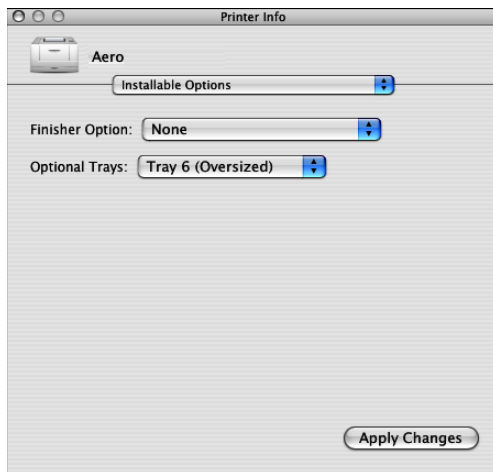 Printer Info
Aero
Installable Options
Finisher Option: None
Optional Trays: Tray 6 (Oversized)
Apply Changes